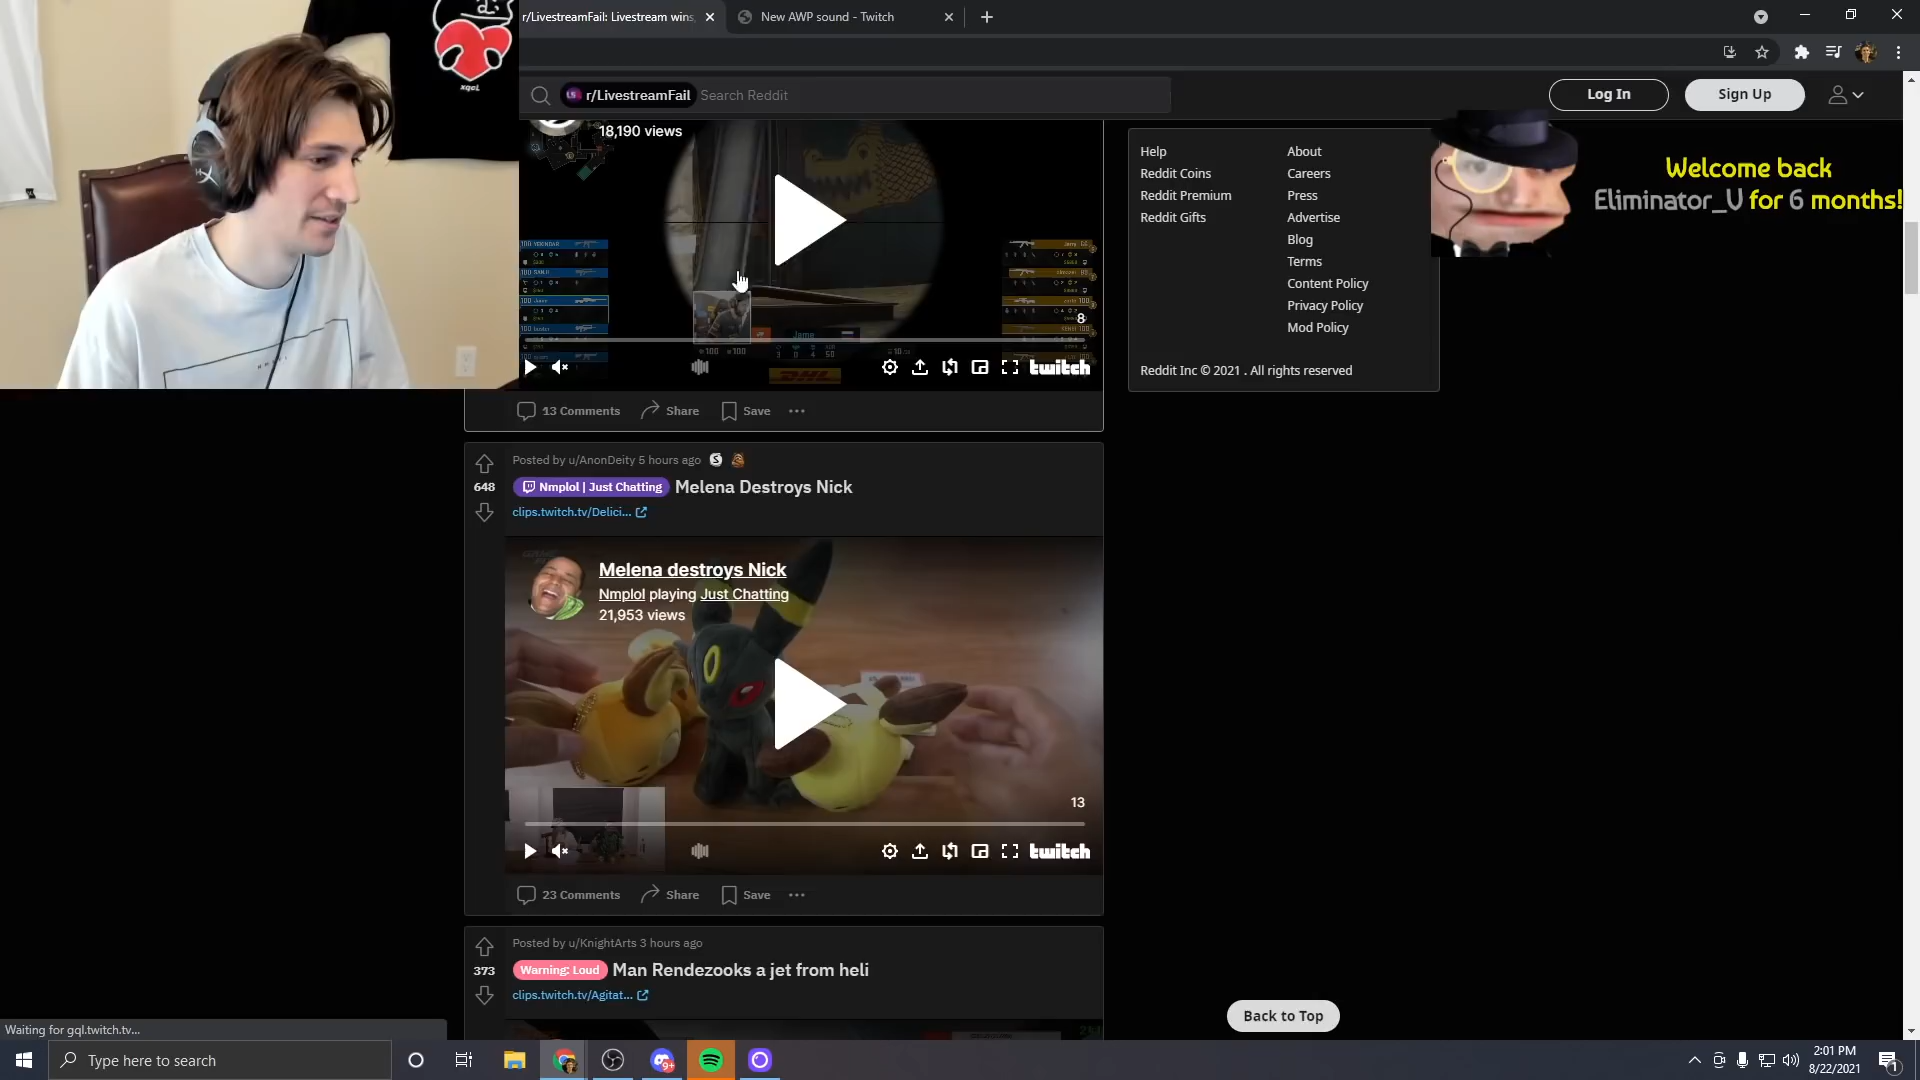 r/LivestreamFail: Livestream wins,
New AWP sound - Twitch
xqcL
r/LivestreamFail
Search Reddit
Log In
Sign Up
18,190 views
8
twitch
13 Comments
Share
Save
Help
About
Reddit Coins
Careers
Reddit Premium
Press
Reddit Gifts
Advertise
Blog
Terms
Content Policy
Privacy Policy
Mod Policy
Reddit Inc © 2021 . All rights reserved
Welcome back
Eliminator_U for 6 months!
Posted by u/AnonDeity 5 hours ago
648
Nmplol | Just Chatting
Melena Destroys Nick
clips.twitch.tv/Delici...
Melena destroys Nick
Nmplol playing Just Chatting
21,953 views
13
twitch
23 Comments
Share
Save
Posted by u/KnightArts 3 hours ago
373
Warning: Loud
Man Rendezooks a jet from heli
clips.twitch.tv/Agitat...
Back to Top
Waiting for gql.twitch.tv...
Type here to search
9+
2:01 PM
8/22/2021
1